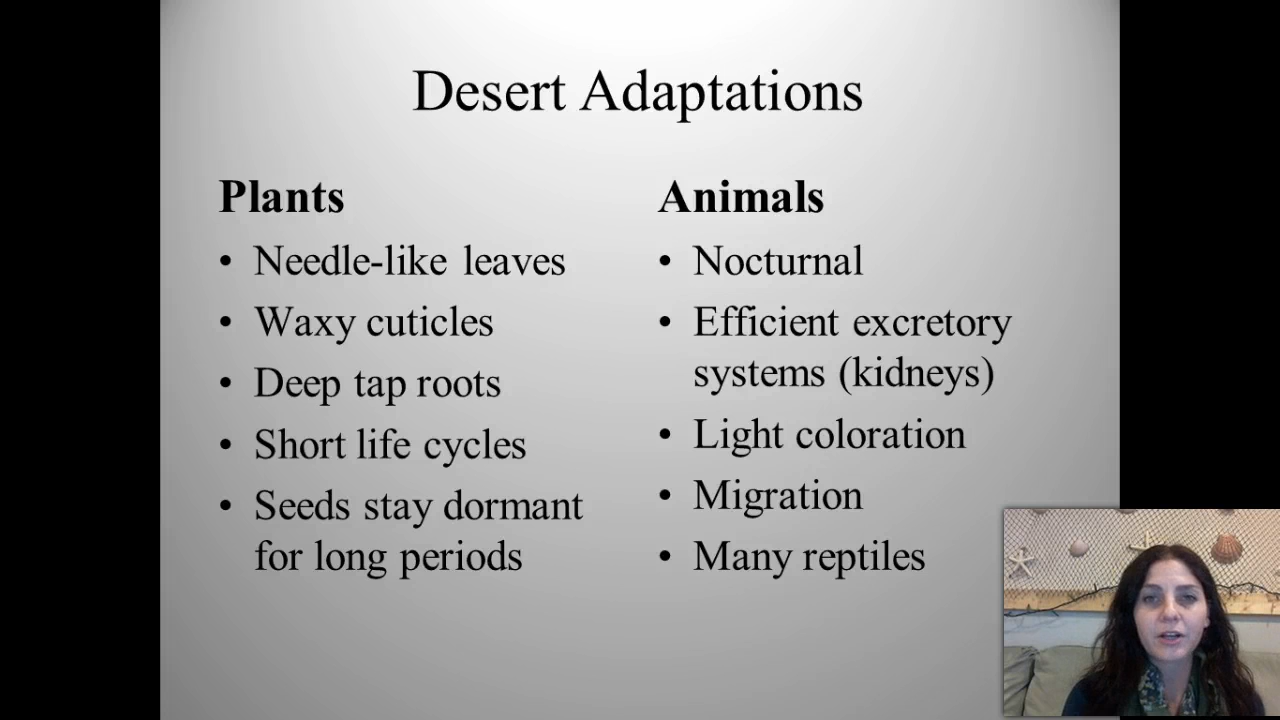 Desert Adaptations
Plants
• Needle-like leaves
• Waxy cuticles
• Deep tap roots
• Short life cycles
• Seeds stay dormant
for long periods
Animals
• Nocturnal
• Efficient excretory
systems (kidneys)
• Light coloration
• Migration
• Many reptiles